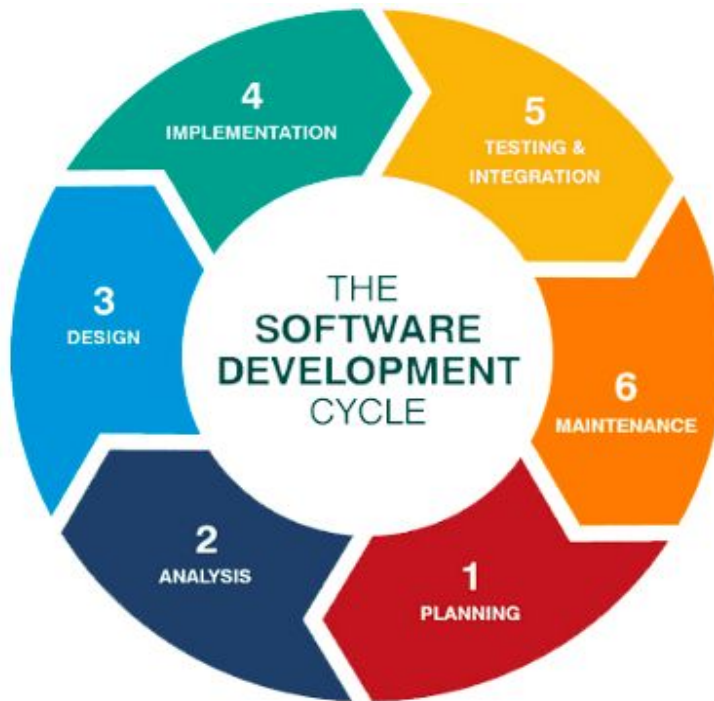 THE
SOFTWARE
DEVELOPMENT
CYCLE
1
PLANNING
2
ANALYSIS
3
DESIGN
4
IMPLEMENTATION
5
TESTING &
INTEGRATION
6
MAINTENANCE